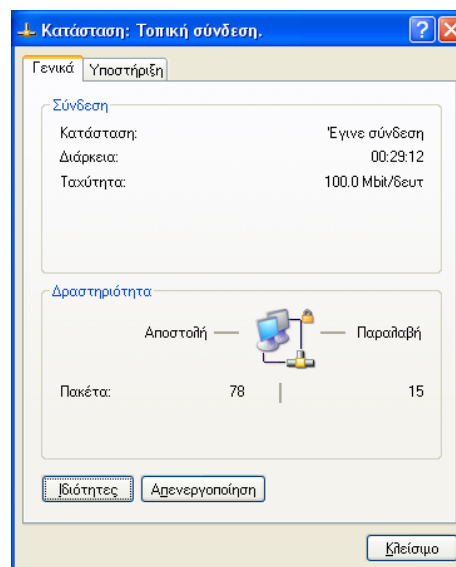 Κατάσταση: Τοπική σύνδεση.
Γενικά Υποστήριξη
Σύνδεση
Κατάσταση: Έγινε σύνδεση
Διάρκεια: 00:29:12
Ταχύτητα: 100.0 Mbit/δευτ
Δραστηριότητα
Αποστολή — Παραλαβή
Πακέτα: 78 | 15
Ιδιότητες Απενεργοποίηση
Κλείσιμο